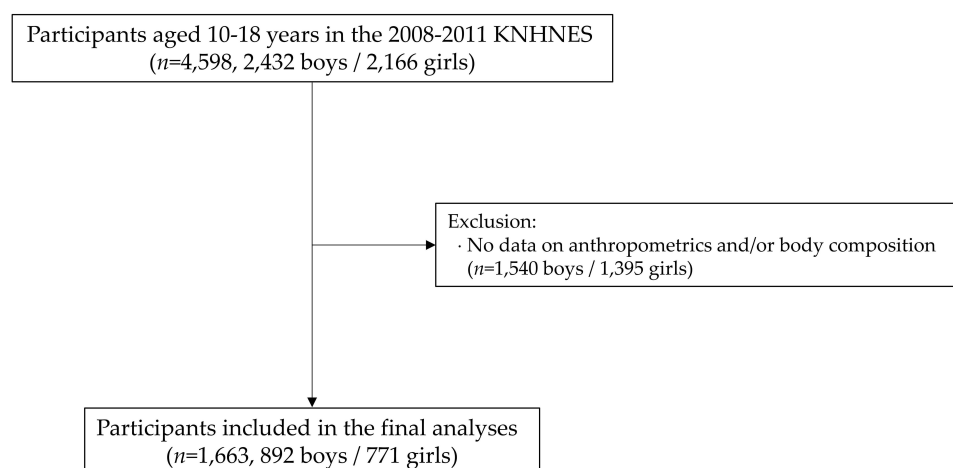 Participants aged 10-18 years in the 2008-2011 KNHNES
(n=4,598, 2,432 boys / 2,166 girls)
Exclusion:
· No data on anthropometrics and/or body composition
(n=1,540 boys / 1,395 girls)
Participants included in the final analyses
(n=1,663, 892 boys / 771 girls)